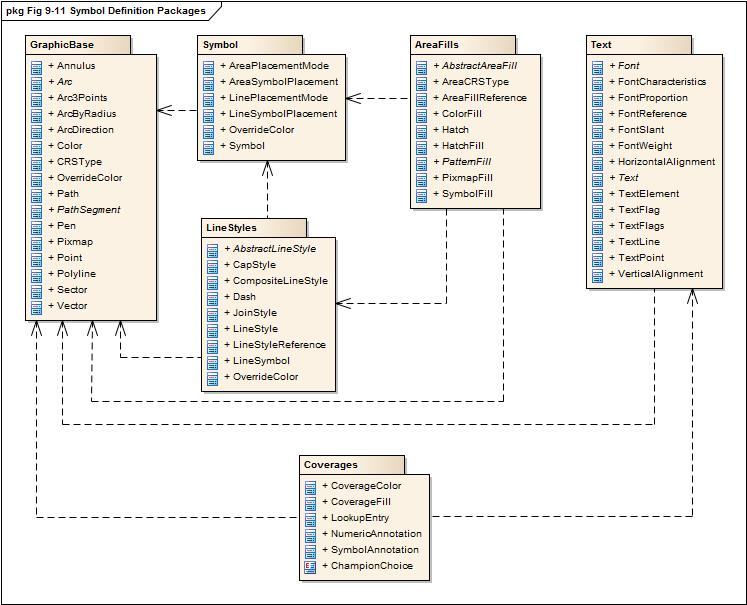 pkg Fig 9-11 Symbol Definition Packages
GraphicBase
+ Annulus
+ Arc
+ Arc3Points
+ ArcByRadius
+ ArcDirection
+ Color
+ CRSType
+ OverrideColor
+ Path
+ PathSegment
+ Pen
+ Pixmap
+ Point
+ Polyline
+ Sector
+ Vector
Symbol
+ AreaPlacementMode
+ AreaSymbolPlacement
+ LinePlacementMode
+ LineSymbolPlacement
+ OverrideColor
+ Symbol
AreaFills
+ AbstractAreaFill
+ AreaCRSType
+ AreaFillReference
+ ColorFill
+ Hatch
+ HatchFill
+ PatternFill
+ PixmapFill
+ SymbolFill
Text
+ Font
+ FontCharacteristics
+ FontProportion
+ FontReference
+ FontSlant
+ FontWeight
+ HorizontalAlignment
+ Text
+ TextElement
+ TextFlag
+ TextFlags
+ TextLine
+ TextPoint
+ VerticalAlignment
LineStyles
+ AbstractLineStyle
+ CapStyle
+ CompositeLineStyle
+ Dash
+ JoinStyle
+ LineStyle
+ LineStyleReference
+ LineSymbol
+ OverrideColor
Coverages
+ CoverageColor
+ CoverageFill
+ LookupEntry
+ NumericAnnotation
+ SymbolAnnotation
+ ChampionChoice